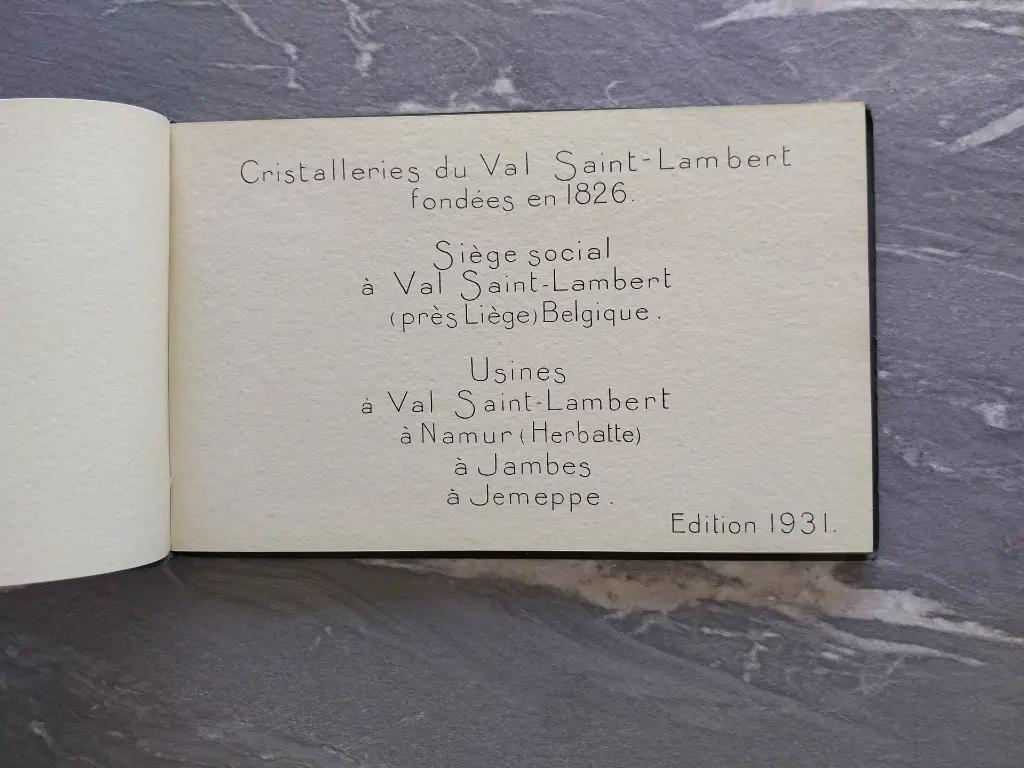 Cristalleries du Val Saint-Lambert
fondées en 1826.
Siège social
à Val Saint-Lambert
(près Liège) Belgique.
Usines
à Val Saint-Lambert
à Namur (Herbatte)
à Jambes
à Jemeppe.
Edition 1931.